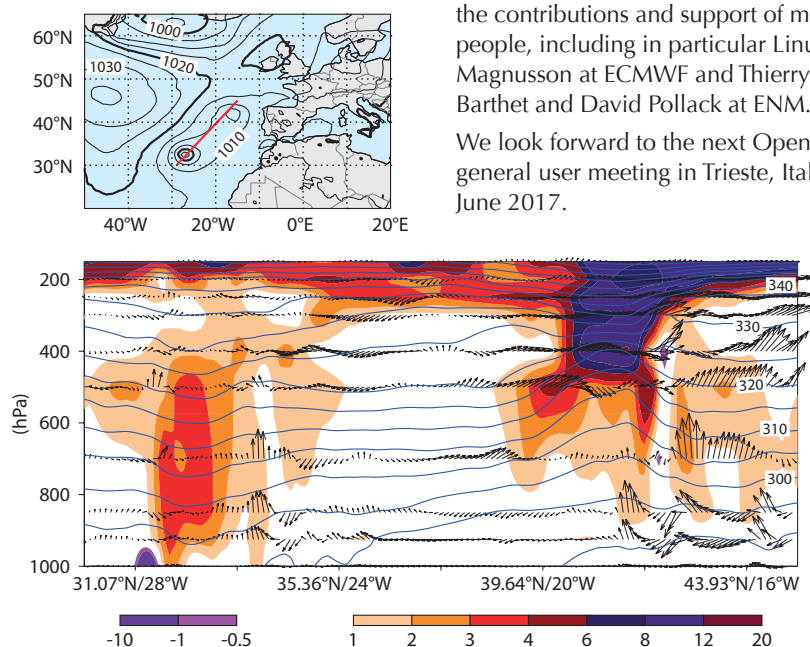 65°N
55°N
45°N
35°N
1000
1020
1030
1010
40°W
20°W
0°E
20°E
the contributions and support of m
people, including in particular Linu
Magnusson at ECMWF and Thierry
Barthet and David Pollack at ENM.
We look forward to the next Open
general user meeting in Trieste, Ital
June 2017.
(hPa)
200
400
600
800
1000
340
330
320
310
300
31.07°N/28°W
35.36°N/24°W
39.64°N/20°W
43.93°N/16°W
-10
-1
-0.5
1
2
3
4
6
8
12
20